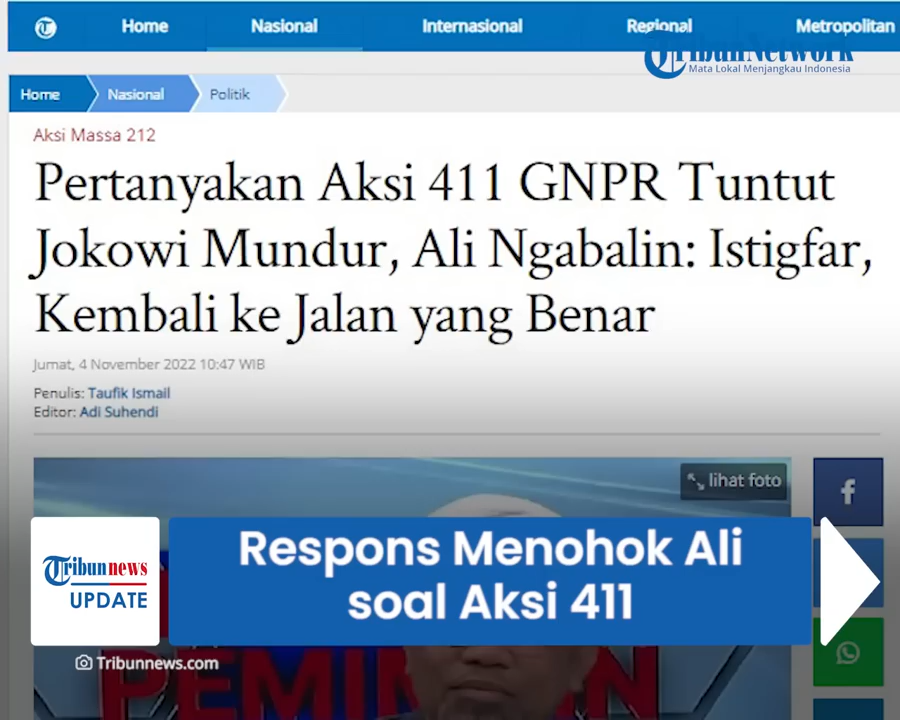 Home
Nasional
Internasional
Regional
Metropolitan
TribunNetwork
Mata Lokal Menjangkau Indonesia
Home
Nasional
Politik
Aksi Massa 212
Pertanyakan Aksi 411 GNPR Tuntut
Jokowi Mundur, Ali Ngabalin: Istigfar,
Kembali ke Jalan yang Benar
Jumat, 4 November 2022 10:47 WIB
Penulis: Taufik Ismail
Editor: Adi Suhendi
lihat foto
Tribunnews
UPDATE
Respons Menohok Ali
soal Aksi 411
Tribunnews.com